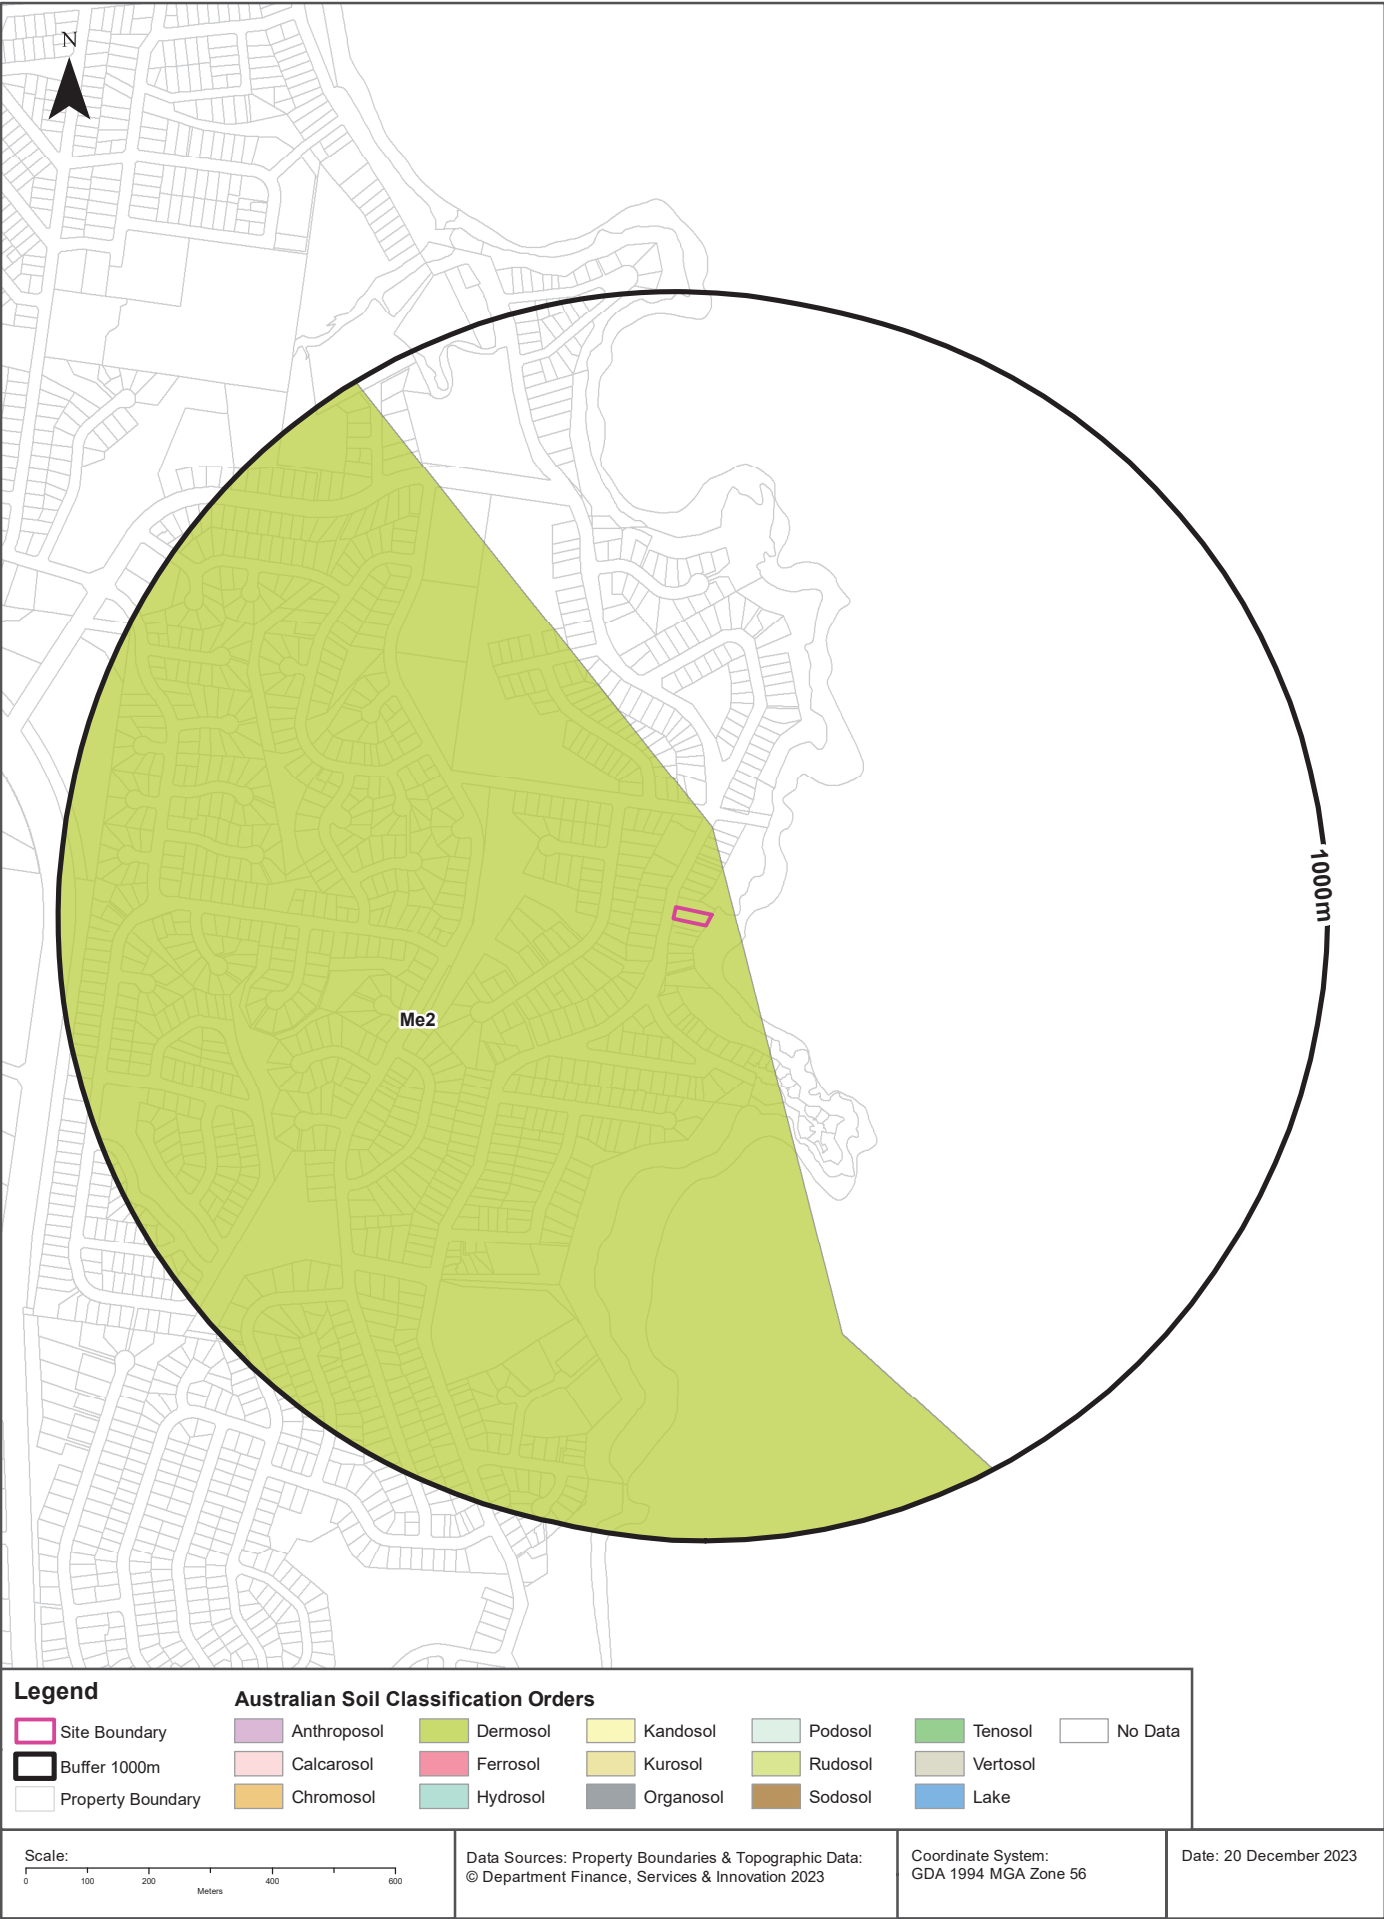 N
1000m
Me2
Legend
Site Boundary
Buffer 1000m
Property Boundary
Australian Soil Classification Orders
Anthroposol
Dermosol
Kandosol
Podosol
Tenosol
No Data
Calcarosol
Ferrosol
Kurosol
Rudosol
Vertosol
Chromosol
Hydrosol
Organosol
Sodosol
Lake
Scale:
0 100 200 400 600
Meters
Data Sources: Property Boundaries & Topographic Data:
© Department Finance, Services & Innovation 2023
Coordinate System:
GDA 1994 MGA Zone 56
Date: 20 December 2023